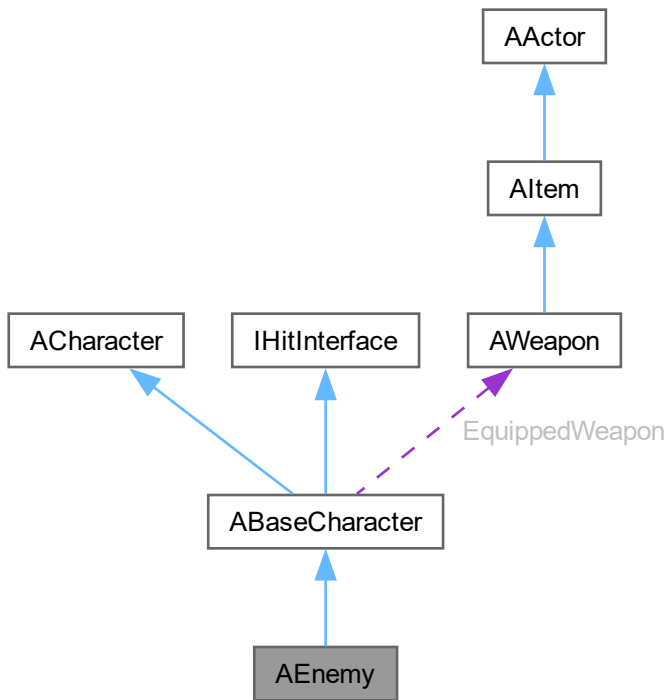 AActor
AItem
ACharacter
IHitInterface
AWeapon
EquippedWeapon
ABaseCharacter
AEnemy